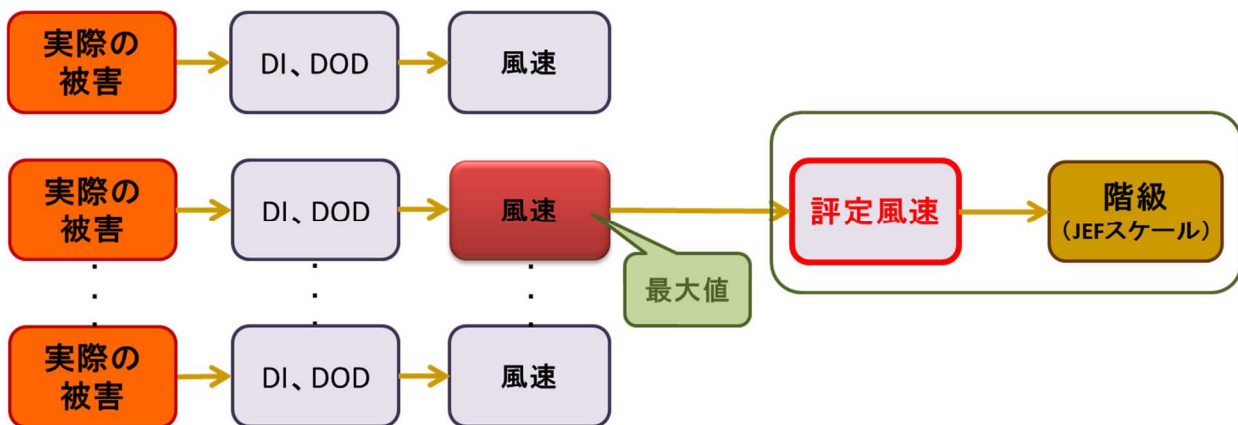 実際の
被害
DI、DOD
風速
実際の
被害
DI、DOD
風速
評定風速
階級
（JEFスケール）
最大値
実際の
被害
DI、DOD
風速